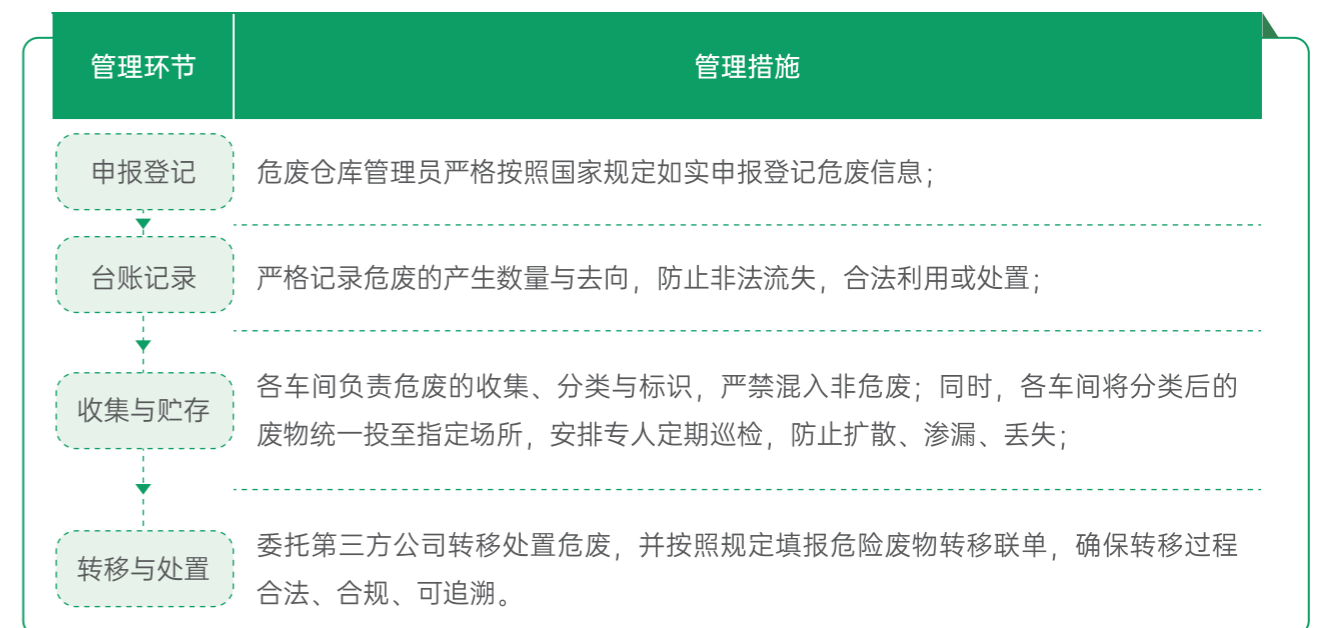 管理环节 管理措施
申报登记 危废仓库管理员严格按照国家规定如实申报登记危废信息；
台账记录 严格记录危废的产生数量与去向，防止非法流失，合法利用或处置；
收集与贮存
各车间负责危废的收集、分类与标识，严禁混入非危废；同时，各车间将分类后的
废物统一投至指定场所，安排专人定期巡检，防止扩散、渗漏、丢失；
转移与处置
委托第三方公司转移处置危废，并按照规定填报危险废物转移联单，确保转移过程
合法、合规、可追溯。